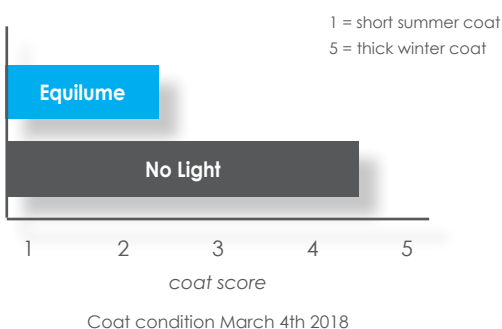 1 = short summer coat
5 = thick winter coat
Equilume
No Light
1 2 3 4 5
coat score
Coat condition March 4th 2018